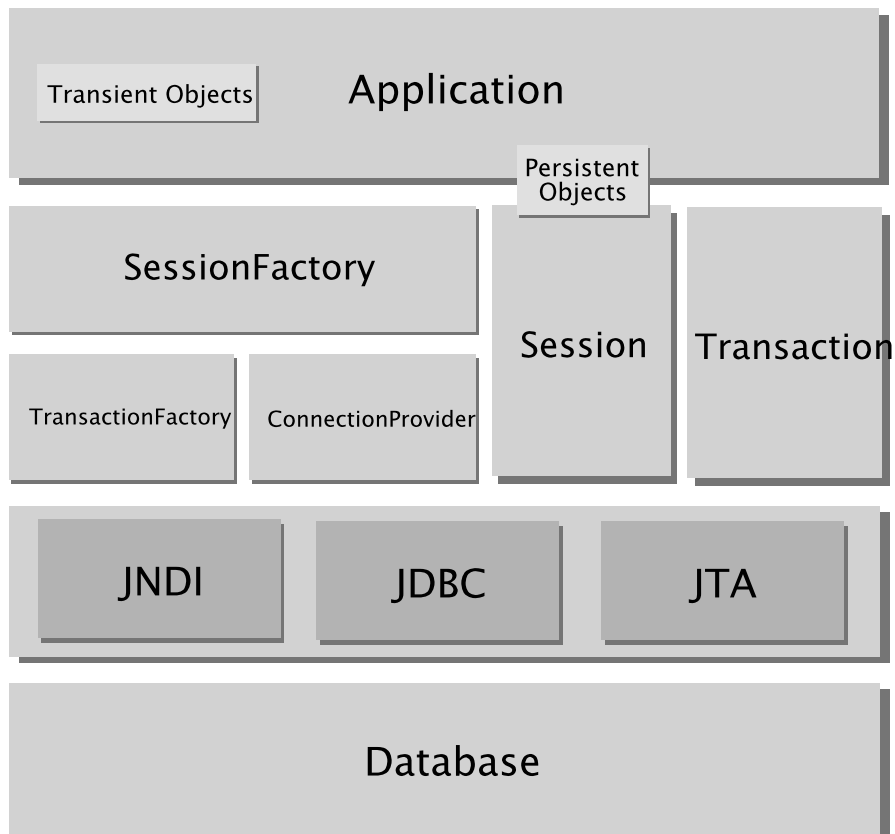 Transient Objects
Application
Persistent
Objects
SessionFactory
Session
Transaction
TransactionFactory
ConnectionProvider
JNDI
JDBC
JTA
Database